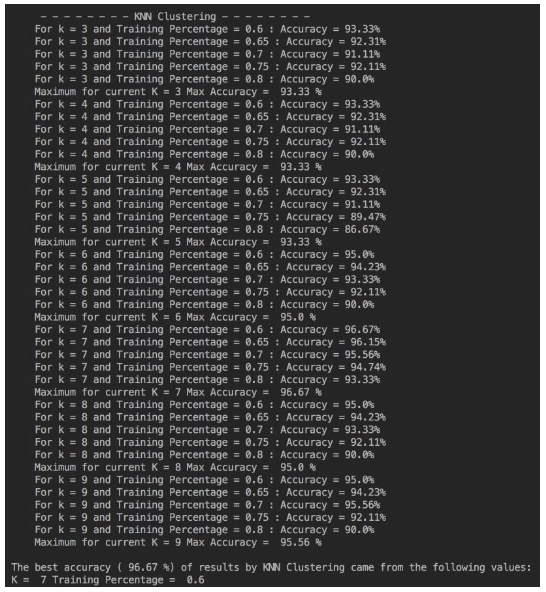 - - - - - - - - KNN Clustering - - - - - - - -
For k = 3 and Training Percentage = 0.6 : Accuracy = 93.33%
For k = 3 and Training Percentage = 0.65 : Accuracy = 92.31%
For k = 3 and Training Percentage = 0.7 : Accuracy = 91.11%
For k = 3 and Training Percentage = 0.75 : Accuracy = 92.11%
For k = 3 and Training Percentage = 0.8 : Accuracy = 90.0%
Maximum for current K = 3 Max Accuracy =  93.33 %
For k = 4 and Training Percentage = 0.6 : Accuracy = 93.33%
For k = 4 and Training Percentage = 0.65 : Accuracy = 92.31%
For k = 4 and Training Percentage = 0.7 : Accuracy = 91.11%
For k = 4 and Training Percentage = 0.75 : Accuracy = 92.11%
For k = 4 and Training Percentage = 0.8 : Accuracy = 90.0%
Maximum for current K = 4 Max Accuracy =  93.33 %
For k = 5 and Training Percentage = 0.6 : Accuracy = 93.33%
For k = 5 and Training Percentage = 0.65 : Accuracy = 92.31%
For k = 5 and Training Percentage = 0.7 : Accuracy = 91.11%
For k = 5 and Training Percentage = 0.75 : Accuracy = 89.47%
For k = 5 and Training Percentage = 0.8 : Accuracy = 86.67%
Maximum for current K = 5 Max Accuracy =  93.33 %
For k = 6 and Training Percentage = 0.6 : Accuracy = 95.0%
For k = 6 and Training Percentage = 0.65 : Accuracy = 94.23%
For k = 6 and Training Percentage = 0.7 : Accuracy = 93.33%
For k = 6 and Training Percentage = 0.75 : Accuracy = 92.11%
For k = 6 and Training Percentage = 0.8 : Accuracy = 90.0%
Maximum for current K = 6 Max Accuracy =  95.0 %
For k = 7 and Training Percentage = 0.6 : Accuracy = 96.67%
For k = 7 and Training Percentage = 0.65 : Accuracy = 96.15%
For k = 7 and Training Percentage = 0.7 : Accuracy = 95.56%
For k = 7 and Training Percentage = 0.75 : Accuracy = 94.74%
For k = 7 and Training Percentage = 0.8 : Accuracy = 93.33%
Maximum for current K = 7 Max Accuracy =  96.67 %
For k = 8 and Training Percentage = 0.6 : Accuracy = 95.0%
For k = 8 and Training Percentage = 0.65 : Accuracy = 94.23%
For k = 8 and Training Percentage = 0.7 : Accuracy = 93.33%
For k = 8 and Training Percentage = 0.75 : Accuracy = 92.11%
For k = 8 and Training Percentage = 0.8 : Accuracy = 90.0%
Maximum for current K = 8 Max Accuracy =  95.0 %
For k = 9 and Training Percentage = 0.6 : Accuracy = 95.0%
For k = 9 and Training Percentage = 0.65 : Accuracy = 94.23%
For k = 9 and Training Percentage = 0.7 : Accuracy = 95.56%
For k = 9 and Training Percentage = 0.75 : Accuracy = 92.11%
For k = 9 and Training Percentage = 0.8 : Accuracy = 90.0%
Maximum for current K = 9 Max Accuracy =  95.56 %
The best accuracy ( 96.67 %) of results by KNN Clustering came from the following values:
K =  7 Training Percentage =  0.6